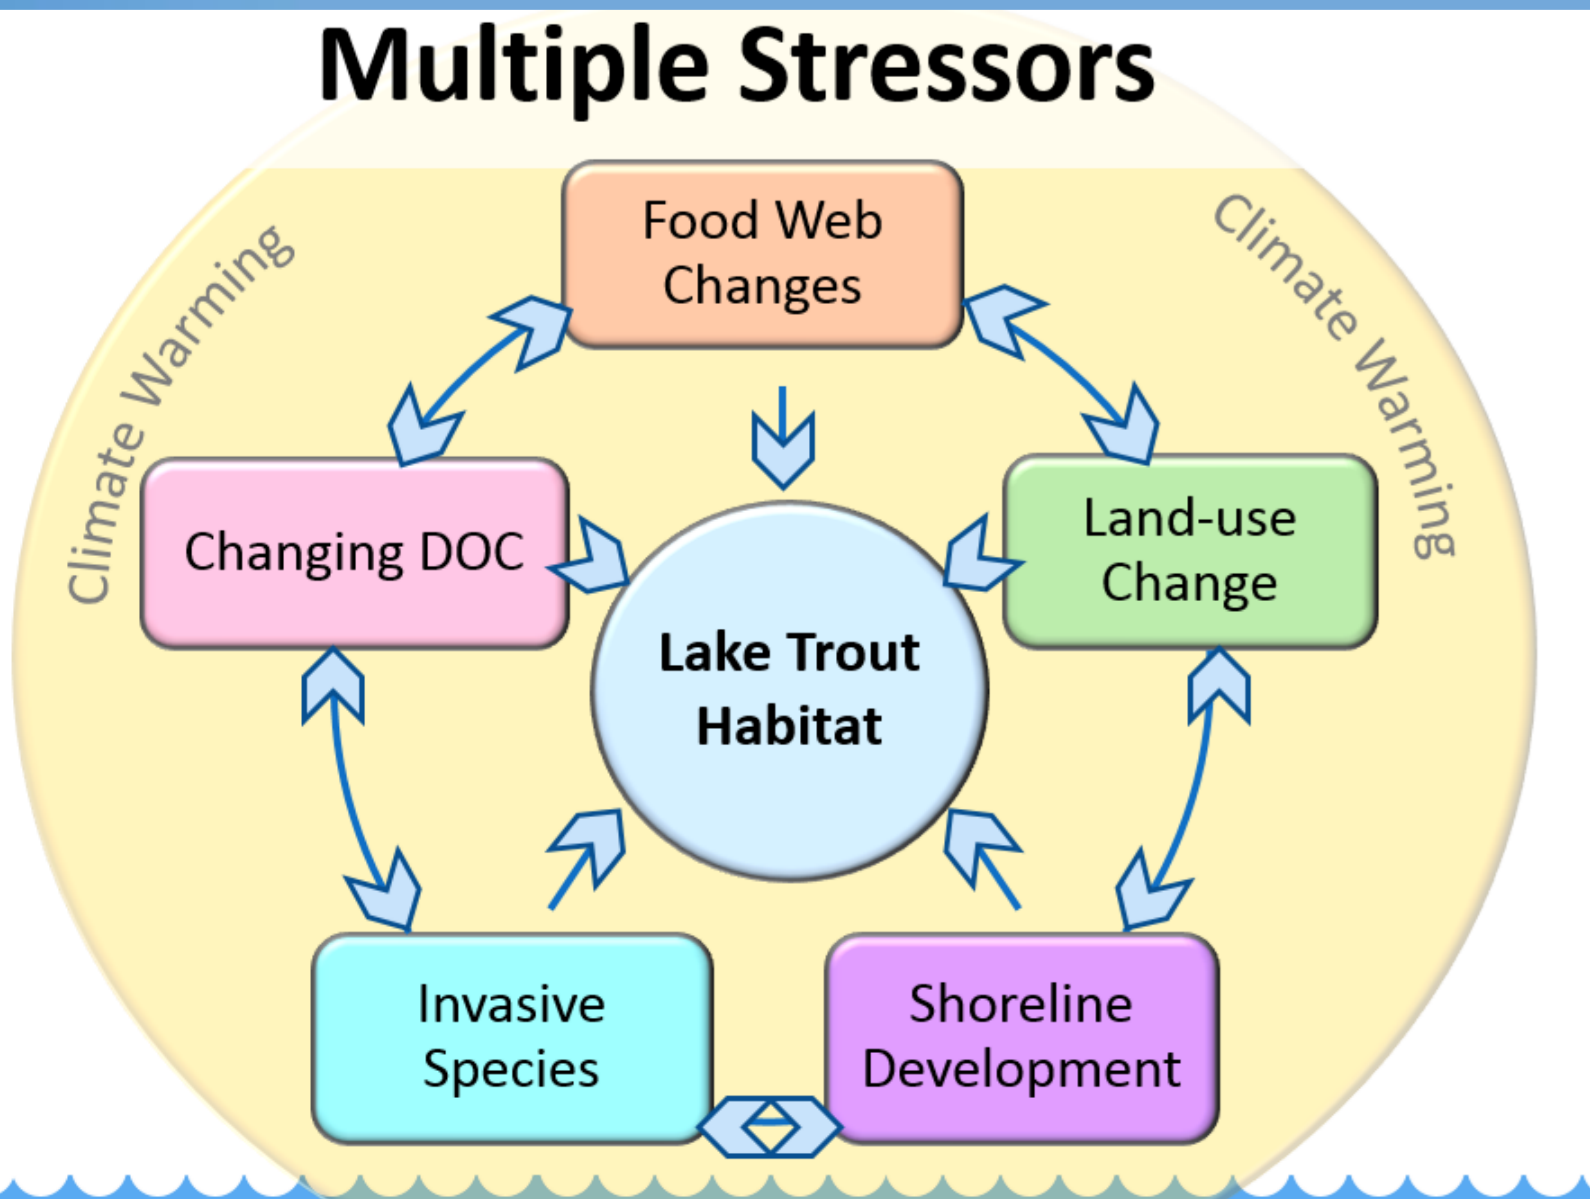 Multiple Stressors
Climate Warming
Climate Warming
Food Web
Changes
Changing DOC
Land-use
Change
Lake Trout
Habitat
Invasive
Species
Shoreline
Development